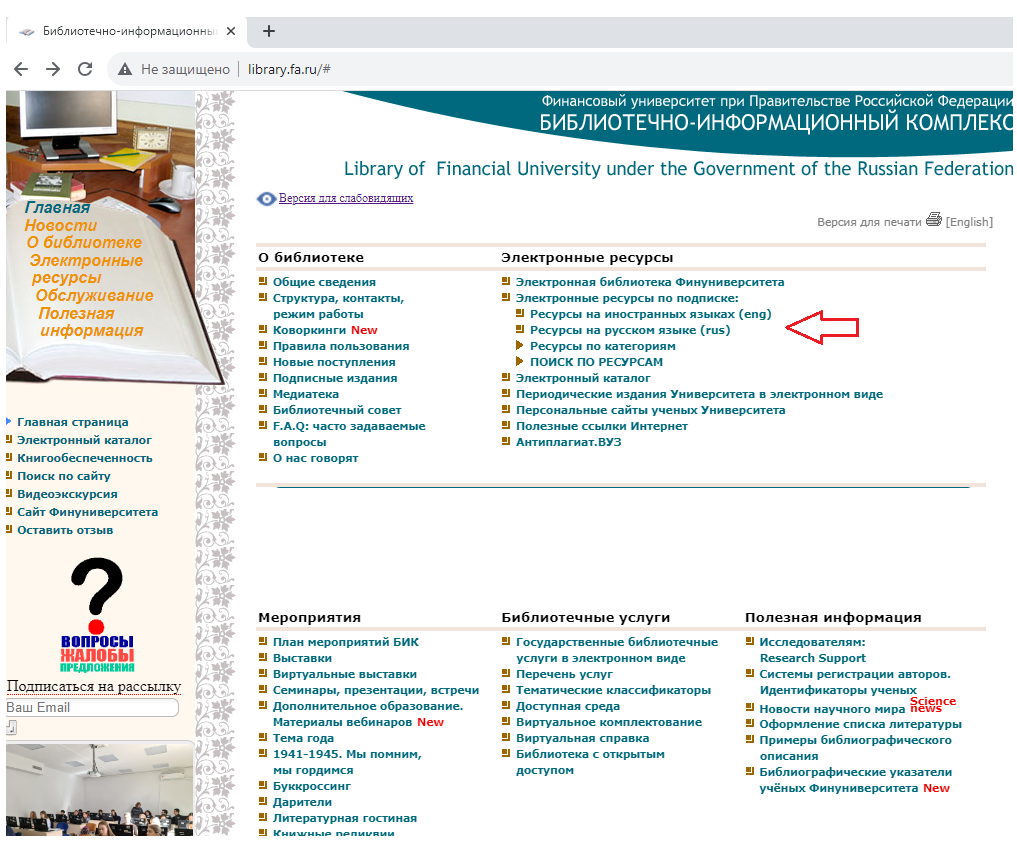 Библиотечно-информационны
Не защищено
library.fa.ru/#
Финансовый университет при Правительстве Российской Федерации
БИБЛИОТЕЧНО-ИНФОРМАЦИОННЫЙ КОМПЛЕКС
Library of Financial University under the Government of the Russian Federation
Версия для слабовидящих
Версия для печати [English]
Главная
Новости
О библиотеке
Электронные
ресурсы
Обслуживание
Полезная
информация
Главная страница
Электронный каталог
Книгообеспеченность
Поиск по сайту
Видеоэкскурсия
Сайт Финуниверситета
Оставить отзыв
?
ВОПРОСЫ
ЖАЛОБЫ
ПРЕДЛОЖЕНИЯ
Подписаться на рассылку
Ваш Email
О библиотеке
Общие сведения
Структура, контакты,
режим работы
Коворкинги New
Правила пользования
Новые поступления
Подписные издания
Медиатека
Библиотечный совет
F.A.Q: часто задаваемые
вопросы
О нас говорят
Электронные ресурсы
Электронная библиотека Финуниверситета
Электронные ресурсы по подписке:
Ресурсы на иностранных языках (eng)
Ресурсы на русском языке (rus)
Ресурсы по категориям
ПОИСК ПО РЕСУРСАМ
Электронный каталог
Периодические издания Университета в электронном виде
Персональные сайты ученых Университета
Полезные ссылки Интернет
Антиплагиат.ВУЗ
Мероприятия
План мероприятий БИК
Выставки
Виртуальные выставки
Семинары, презентации, встречи
Дополнительное образование.
Материалы вебинаров New
Тема года
1941-1945. Мы помним,
мы гордимся
Буккроссинг
Дарители
Литературная гостиная
Книжные реликвии
Библиотечные услуги
Государственные библиотечные
услуги в электронном виде
Перечень услуг
Тематические классификаторы
Доступная среда
Виртуальное комплектование
Виртуальная справка
Библиотека с открытым
доступом
Полезная информация
Исследователям:
Research Support
Системы регистрации авторов.
Идентификаторы ученых
Новости научного мира Science news
Оформление списка литературы
Примеры библиографического
описания
Библиографические указатели
учёных Финуниверситета New